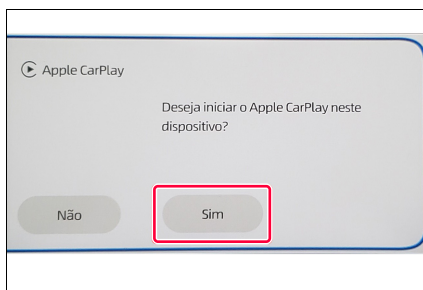 Apple CarPlay
Deseja iniciar o Apple CarPlay neste
dispositivo?
Não
Sim